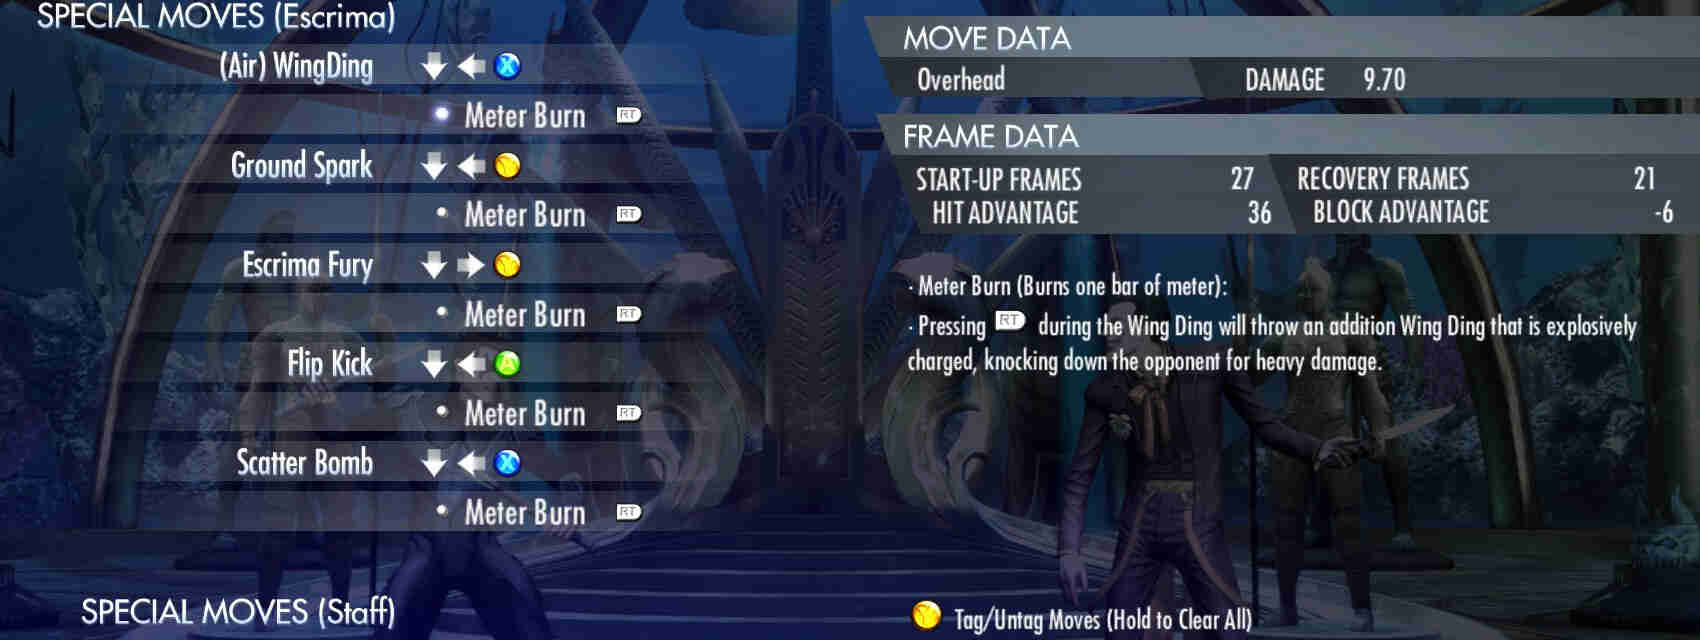 SPECIAL MOVES (Escrima)
(Air) WingDing X
Meter Burn RT
Ground Spark Y
Meter Burn RT
Escrima Fury Y
Meter Burn RT
Flip Kick A
Meter Burn RT
Scatter Bomb X
Meter Burn RT
SPECIAL MOVES (Staff)
MOVE DATA
Overhead DAMAGE 9.70
FRAME DATA
START-UP FRAMES 27 RECOVERY FRAMES 21
HIT ADVANTAGE 36 BLOCK ADVANTAGE -6
· Meter Burn (Burns one bar of meter):
· Pressing RT during the Wing Ding will throw an addition Wing Ding that is explosively
charged, knocking down the opponent for heavy damage.
Y Tag/Untag Moves (Hold to Clear All)